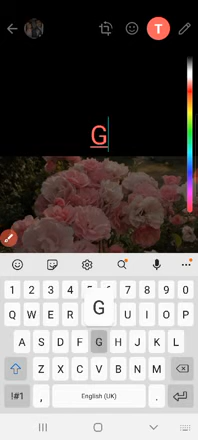 T
G
1 2 3 4 5 6 7 8 9 0
Q W E R U I O P
G
A S D F G H J K L
Z X C V B N M
!#1 , English (UK) .